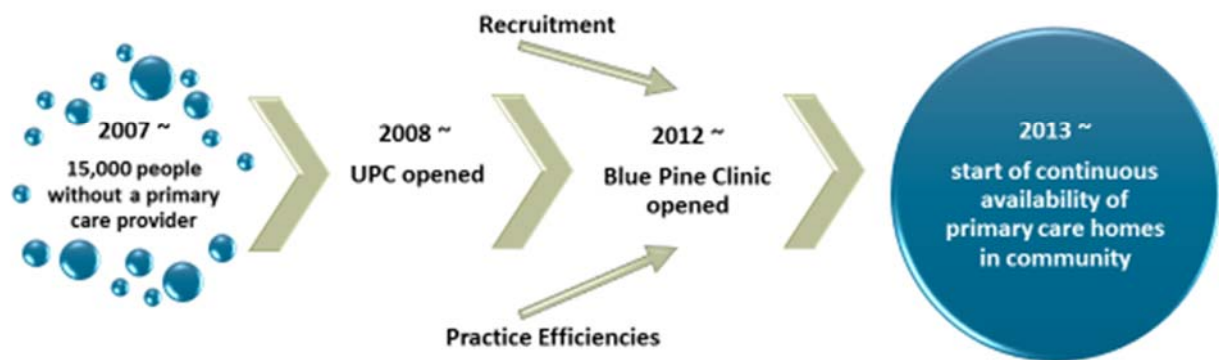 Recruitment
2007 ~
15,000 people
without a primary
care provider
2008 ~
UPC opened
2012 ~
Blue Pine Clinic
opened
Practice Efficiencies
2013 ~
start of continuous
availability of
primary care homes
in community